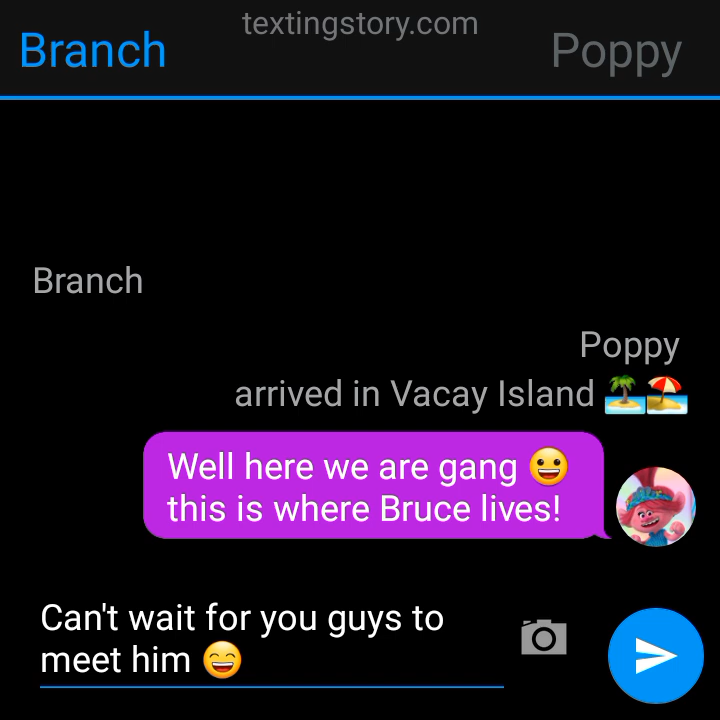 textingstory.com
Branch
Poppy
Branch
Poppy
arrived in Vacay Island 🏝️🏖️
Well here we are gang 😀
this is where Bruce lives!
Can't wait for you guys to
meet him 😄